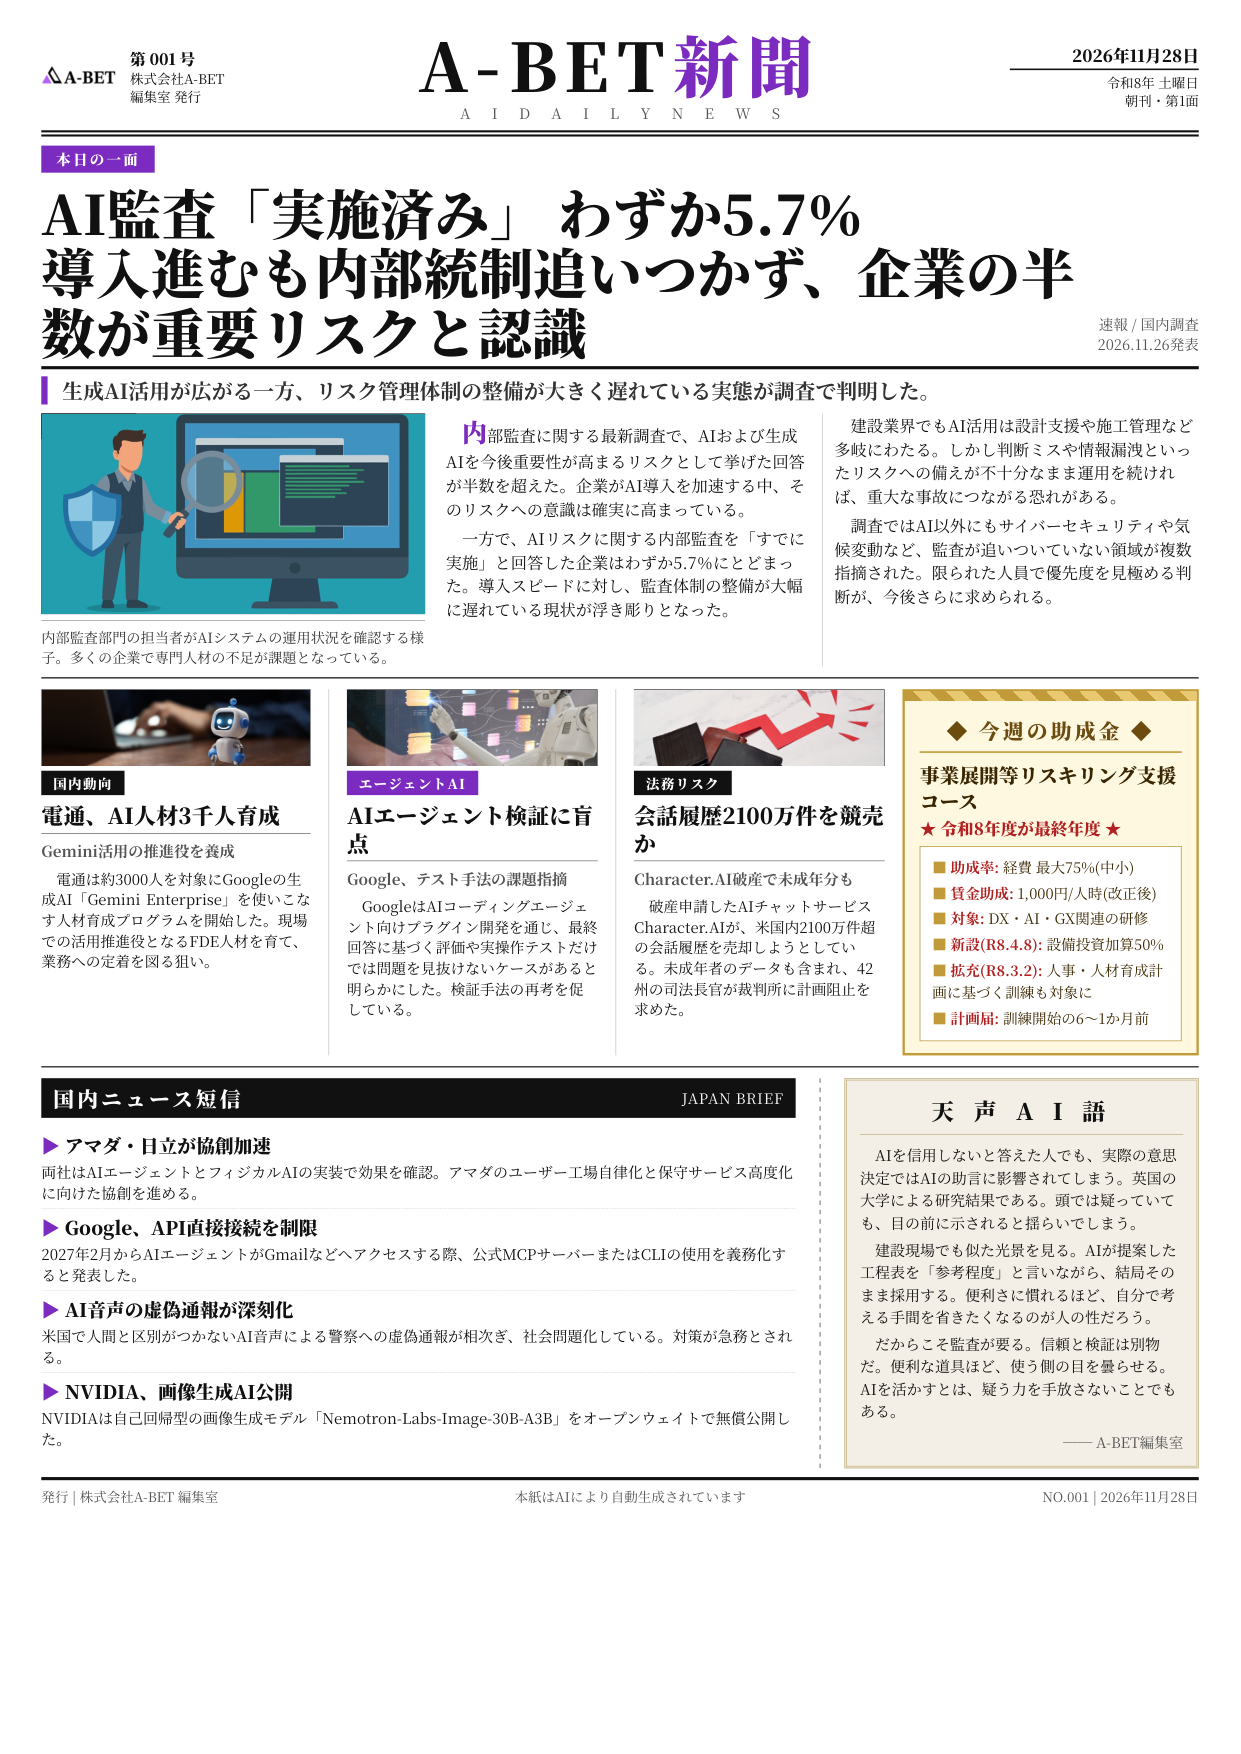 A-BET
第 001 号
株式会社A-BET
編集室 発行
A-BET新聞
A I D A I L Y N E W S
2026年11月28日
令和8年 土曜日
朝刊・第1面
本日の一面
AI監査「実施済み」 わずか5.7%
導入進むも内部統制追いつかず、企業の半
数が重要リスクと認識
速報 / 国内調査
2026.11.26発表
生成AI活用が広がる一方、リスク管理体制の整備が大きく遅れている実態が調査で判明した。
内部監査部門の担当者がAIシステムの運用状況を確認する様
子。多くの企業で専門人材の不足が課題となっている。
内部監査に関する最新調査で、AIおよび生成
AIを今後重要性が高まるリスクとして挙げた回答
が半数を超えた。企業がAI導入を加速する中、そ
のリスクへの意識は確実に高まっている。
一方で、AIリスクに関する内部監査を「すでに
実施」と回答した企業はわずか5.7%にとどまっ
た。導入スピードに対し、監査体制の整備が大幅
に遅れている現状が浮き彫りとなった。
建設業界でもAI活用は設計支援や施工管理など
多岐にわたる。しかし判断ミスや情報漏洩といっ
たリスクへの備えが不十分なまま運用を続けれ
ば、重大な事故につながる恐れがある。
調査ではAI以外にもサイバーセキュリティや気
候変動など、監査が追いついていない領域が複数
指摘された。限られた人員で優先度を見極める判
断が、今後さらに求められる。
国内動向
電通、AI人材3千人育成
Gemini活用の推進役を養成
電通は約3000人を対象にGoogleの生
成AI「Gemini Enterprise」を使いこな
す人材育成プログラムを開始した。現場
での活用推進役となるFDE人材を育て、
業務への定着を図る狙い。
エージェントAI
AIエージェント検証に盲
点
Google、テスト手法の課題指摘
GoogleはAIコーディングエージェ
ント向けプラグイン開発を通じ、最終
回答に基づく評価や実操作テストだけ
では問題を見抜けないケースがあると
明らかにした。検証手法の再考を促
している。
法務リスク
会話履歴2100万件を競売
か
Character.AI破産で未成年分も
破産申請したAIチャットサービス
Character.AIが、米国内2100万件超
の会話履歴を売却しようとしてい
る。未成年者のデータも含まれ、42
州の司法長官が裁判所に計画阻止を
求めた。
◆ 今週の助成金 ◆
事業展開等リスキリング支援
コース
★ 令和8年度が最終年度 ★
■ 助成率: 経費 最大75%(中小)
■ 賃金助成: 1,000円/人時(改正後)
■ 対象: DX・AI・GX関連の研修
■ 新設(R8.4.8): 設備投資加算50%
■ 拡充(R8.3.2): 人事・人材育成計
画に基づく訓練も対象に
■ 計画届: 訓練開始の6〜1か月前
国内ニュース短信
JAPAN BRIEF
▶ アマダ・日立が協創加速
両社はAIエージェントとフィジカルAIの実装で効果を確認。アマダのユーザー工場自律化と保守サービス高度化
に向けた協創を進める。
▶ Google、API直接接続を制限
2027年2月からAIエージェントがGmailなどへアクセスする際、公式MCPサーバーまたはCLIの使用を義務化す
ると発表した。
▶ AI音声の虚偽通報が深刻化
米国で人間と区別がつかないAI音声による警察への虚偽通報が相次ぎ、社会問題化している。対策が急務とされ
る。
▶ NVIDIA、画像生成AI公開
NVIDIAは自己回帰型の画像生成モデル「Nemotron-Labs-Image-30B-A3B」をオープンウェイトで無償公開し
た。
天 声 A I 語
AIを信用しないと答えた人でも、実際の意思
決定ではAIの助言に影響されてしまう。英国の
大学による研究結果である。頭では疑っていて
も、目の前に示されると揺らいでしまう。
建設現場でも似た光景を見る。AIが提案した
工程表を「参考程度」と言いながら、結局その
まま採用する。便利さに慣れるほど、自分で考
える手間を省きたくなるのが人の性だろう。
だからこそ監査が要る。信頼と検証は別物
だ。便利な道具ほど、使う側の目を曇らせる。
AIを活かすとは、疑う力を手放さないことでも
ある。
—— A-BET編集室
発行 | 株式会社A-BET 編集室
本紙はAIにより自動生成されています
NO.001 | 2026年11月28日